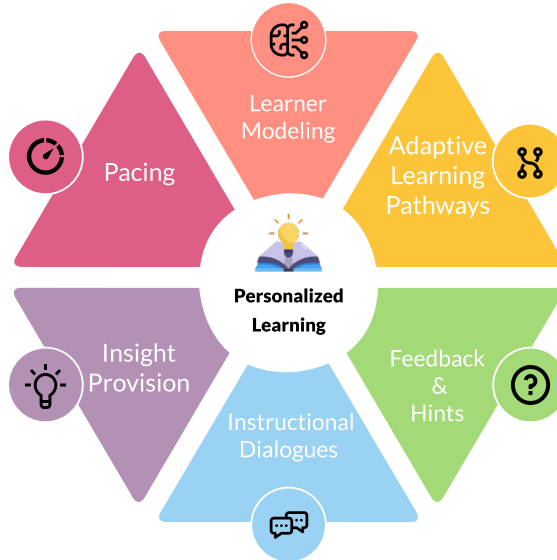 Learner
Modeling
Adaptive
Learning
Pathways
Pacing
Personalized
Learning
Insight
Provision
Feedback
&
Hints
Instructional
Dialogues